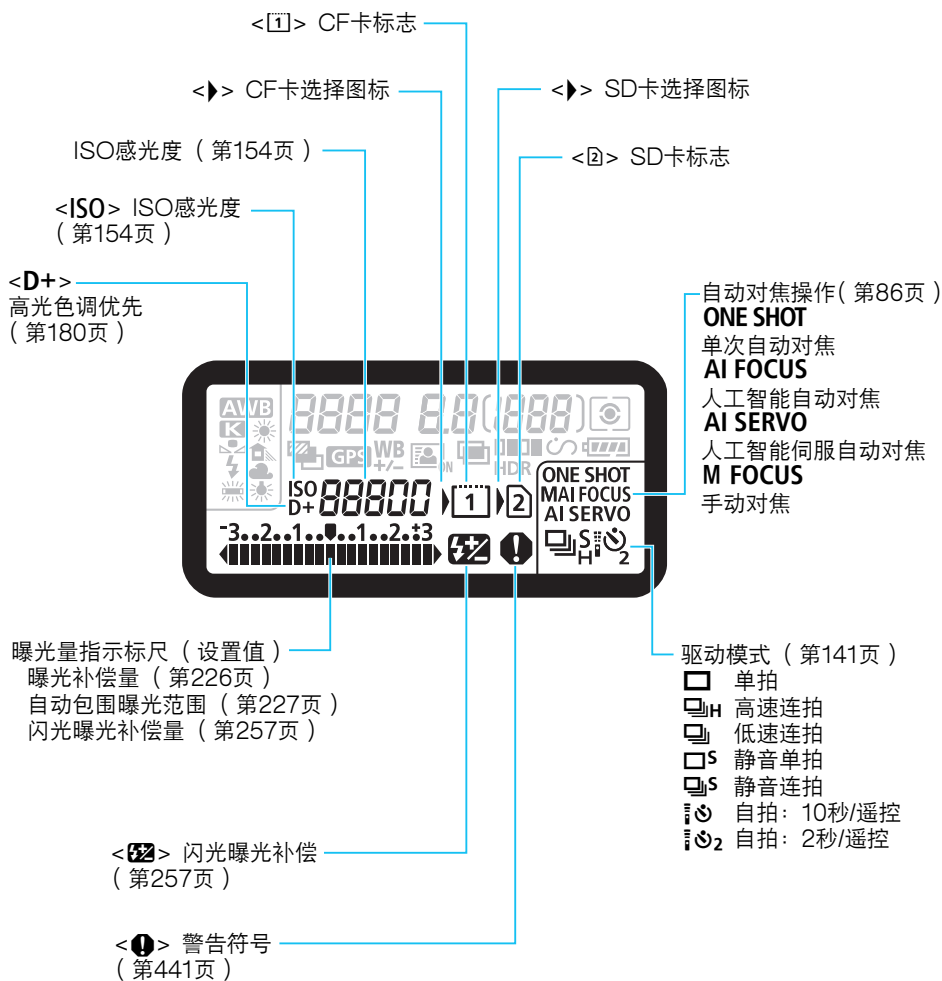 <1> CF卡标志
<> CF卡选择图标
<> SD卡选择图标
ISO感光度（第154页）
<2> SD卡标志
<ISO> ISO感光度
（第154页）
<D+>
高光色调优先
（第180页）
自动对焦操作（第86页）
ONE SHOT
单次自动对焦
AI FOCUS
人工智能自动对焦
AI SERVO
人工智能伺服自动对焦
M FOCUS
手动对焦
AWB
8888 8.8(1888)
K
GPS WB +/- ON HDR
ISO
D+
88800
1
2
ONE SHOT
MAI FOCUS
AI SERVO
-3..2..1..▼..1..2..+3
S
H
2
曝光量指示标尺（设置值）
曝光补偿量（第226页）
自动包围曝光范围（第227页）
闪光曝光补偿量（第257页）
驱动模式（第141页）
单拍
H 高速连拍
低速连拍
S 静音单拍
S 静音连拍
自拍：10秒/遥控
2 自拍：2秒/遥控
<> 闪光曝光补偿
（第257页）
<!> 警告符号
（第441页）